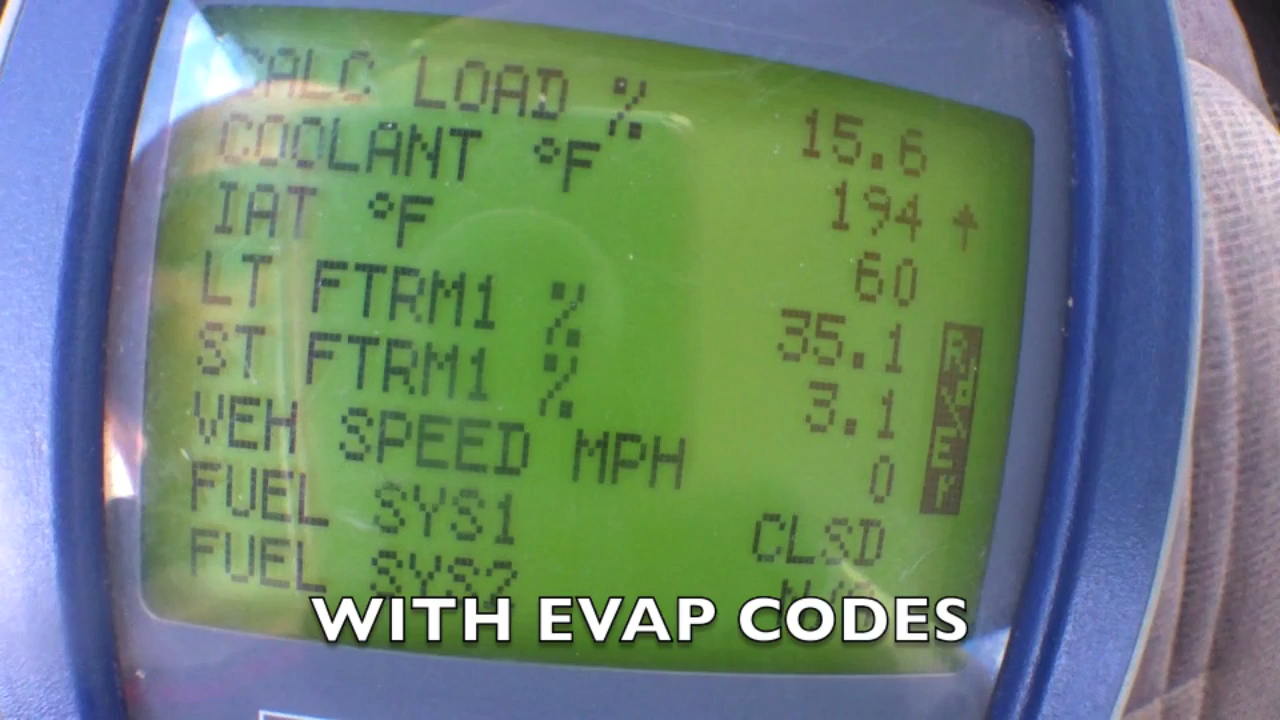 CALC LOAD % 15.6
COOLANT °F 194
IAT °F 60
LT FTRM1 % 35.1
ST FTRM1 % 3.1
VEH SPEED MPH 0
FUEL SYS1 CLSD
FUEL SYS2
WITH EVAP CODES